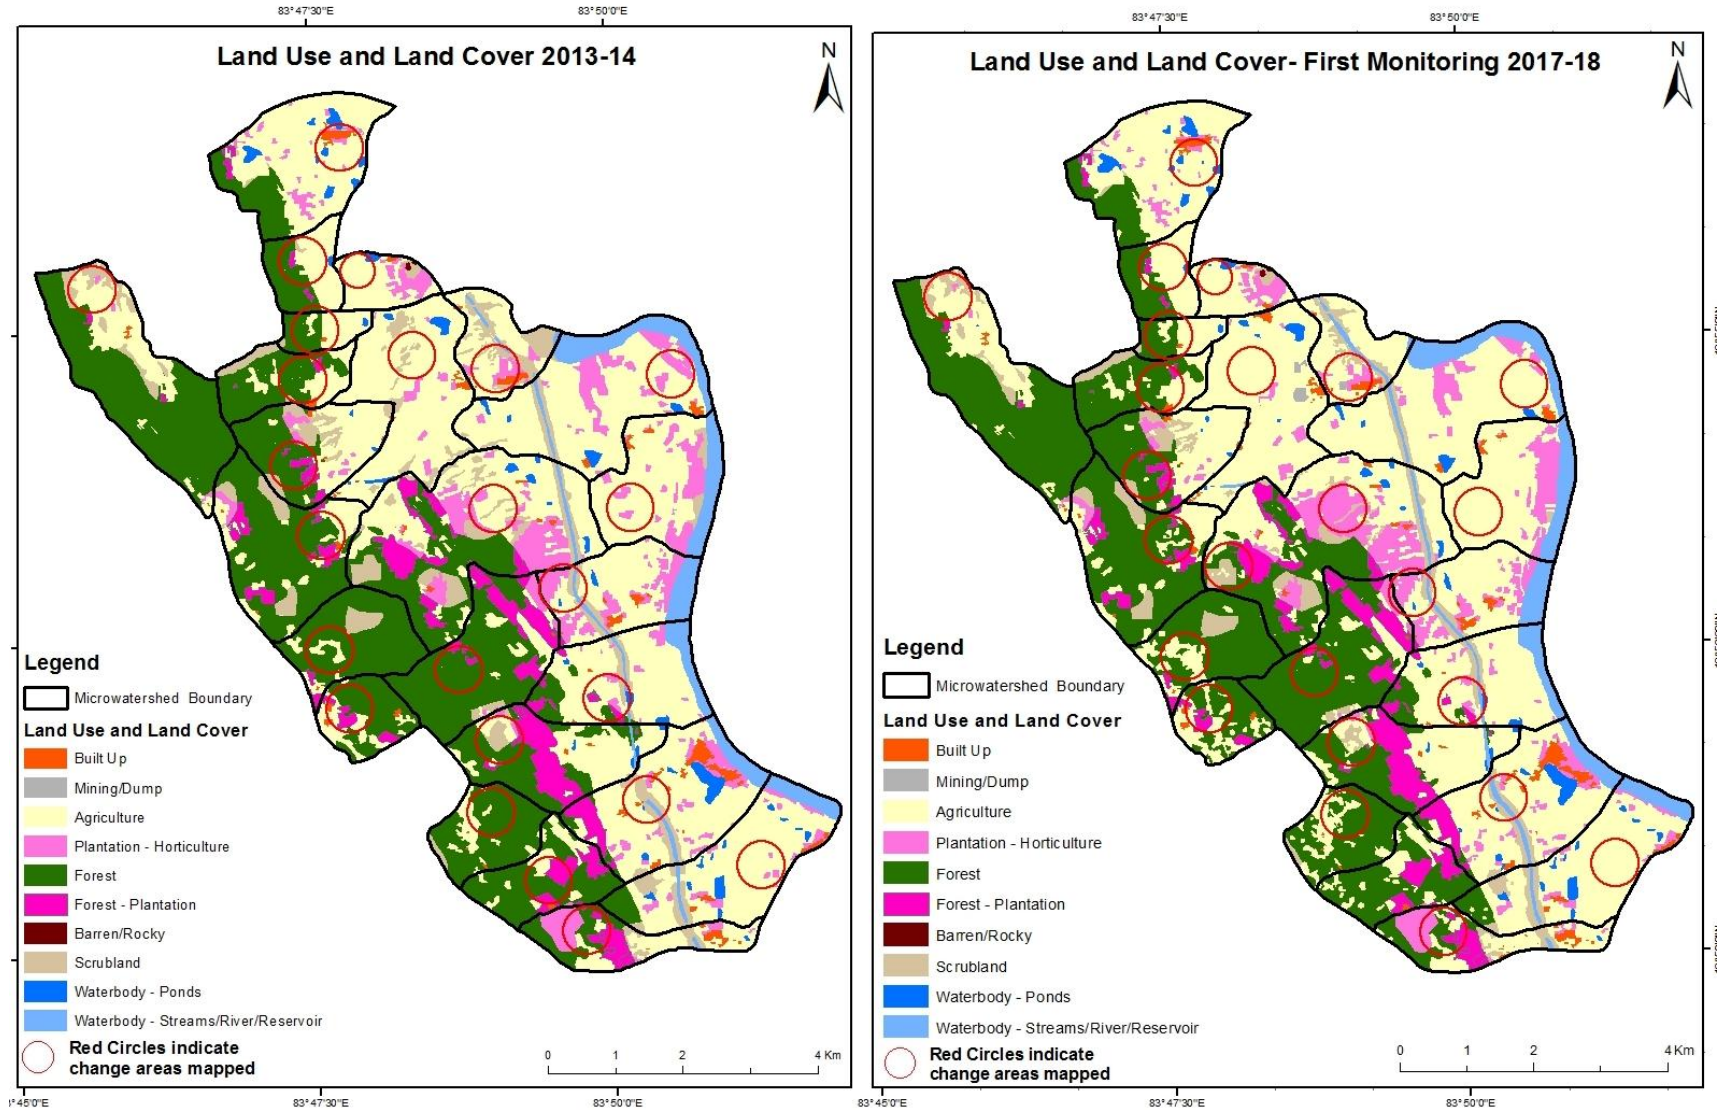 83°47'30"E
83°50'0"E
Land Use and Land Cover 2013-14
N
Legend
Microwatershed Boundary
Land Use and Land Cover
Built Up
Mining/Dump
Agriculture
Plantation - Horticulture
Forest
Forest - Plantation
Barren/Rocky
Scrubland
Waterbody - Ponds
Waterbody - Streams/River/Reservoir
Red Circles indicate
change areas mapped
0 1 2 4 Km
83°47'30"E
83°50'0"E
83°47'30"E
83°50'0"E
Land Use and Land Cover- First Monitoring 2017-18
N
Legend
Microwatershed Boundary
Land Use and Land Cover
Built Up
Mining/Dump
Agriculture
Plantation - Horticulture
Forest
Forest - Plantation
Barren/Rocky
Scrubland
Waterbody - Ponds
Waterbody - Streams/River/Reservoir
Red Circles indicate
change areas mapped
0 1 2 4 Km
83°45'0"E
83°47'30"E
83°50'0"E